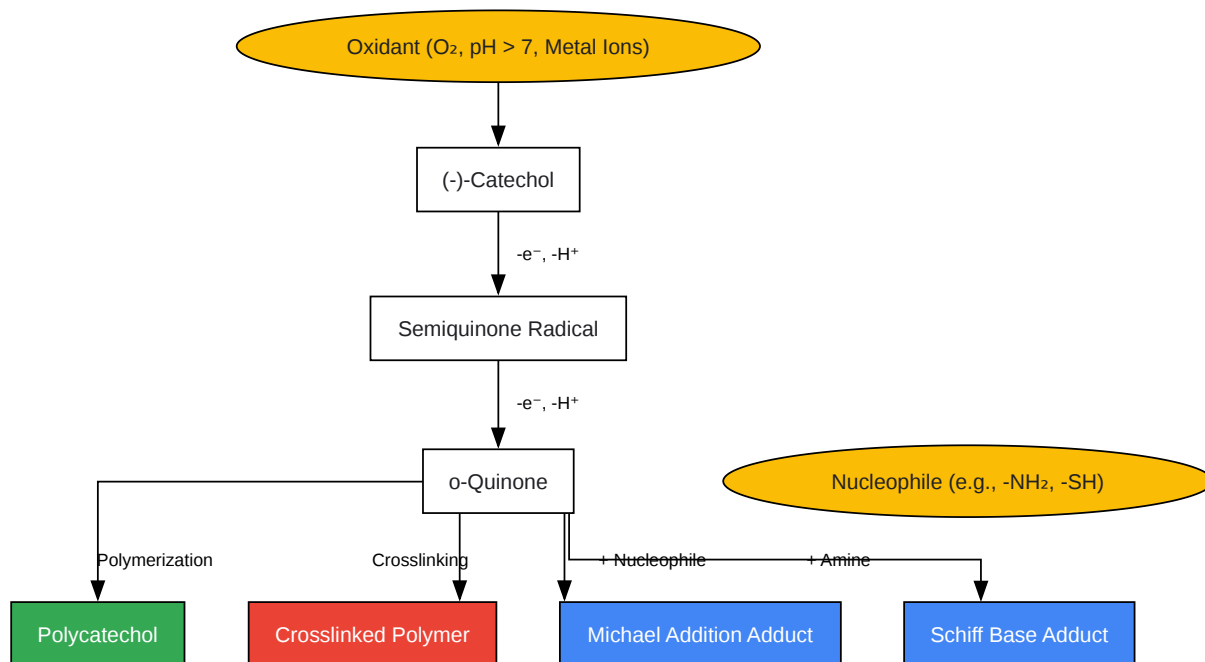 Oxidant (O₂, pH > 7, Metal Ions)
(-)-Catechol
-e⁻, -H⁺
Semiquinone Radical
-e⁻, -H⁺
o-Quinone
Nucleophile (e.g., -NH₂, -SH)
Polymerization
Crosslinking
+ Nucleophile
+ Amine
Polycatechol
Crosslinked Polymer
Michael Addition Adduct
Schiff Base Adduct